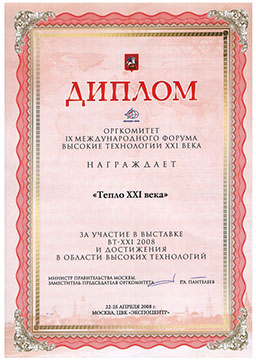 ДИПЛОМ
ОРГКОМИТЕТ
IX МЕЖДУНАРОДНОГО ФОРУМА
ВЫСОКИЕ ТЕХНОЛОГИИ XXI ВЕКА
НАГРАЖДАЕТ
«Тепло XXI века»
ЗА УЧАСТИЕ В ВЫСТАВКЕ
ВТ-XXI 2008
И ДОСТИЖЕНИЯ
В ОБЛАСТИ ВЫСОКИХ ТЕХНОЛОГИЙ
МИНИСТР ПРАВИТЕЛЬСТВА МОСКВЫ,
ЗАМЕСТИТЕЛЬ ПРЕДСЕДАТЕЛЯ ОРГКОМИТЕТА
Р.А. ПАНТЕЛЕЕВ
22-25 АПРЕЛЯ 2008 г.
МОСКВА, ЦВК «ЭКСПОЦЕНТР»